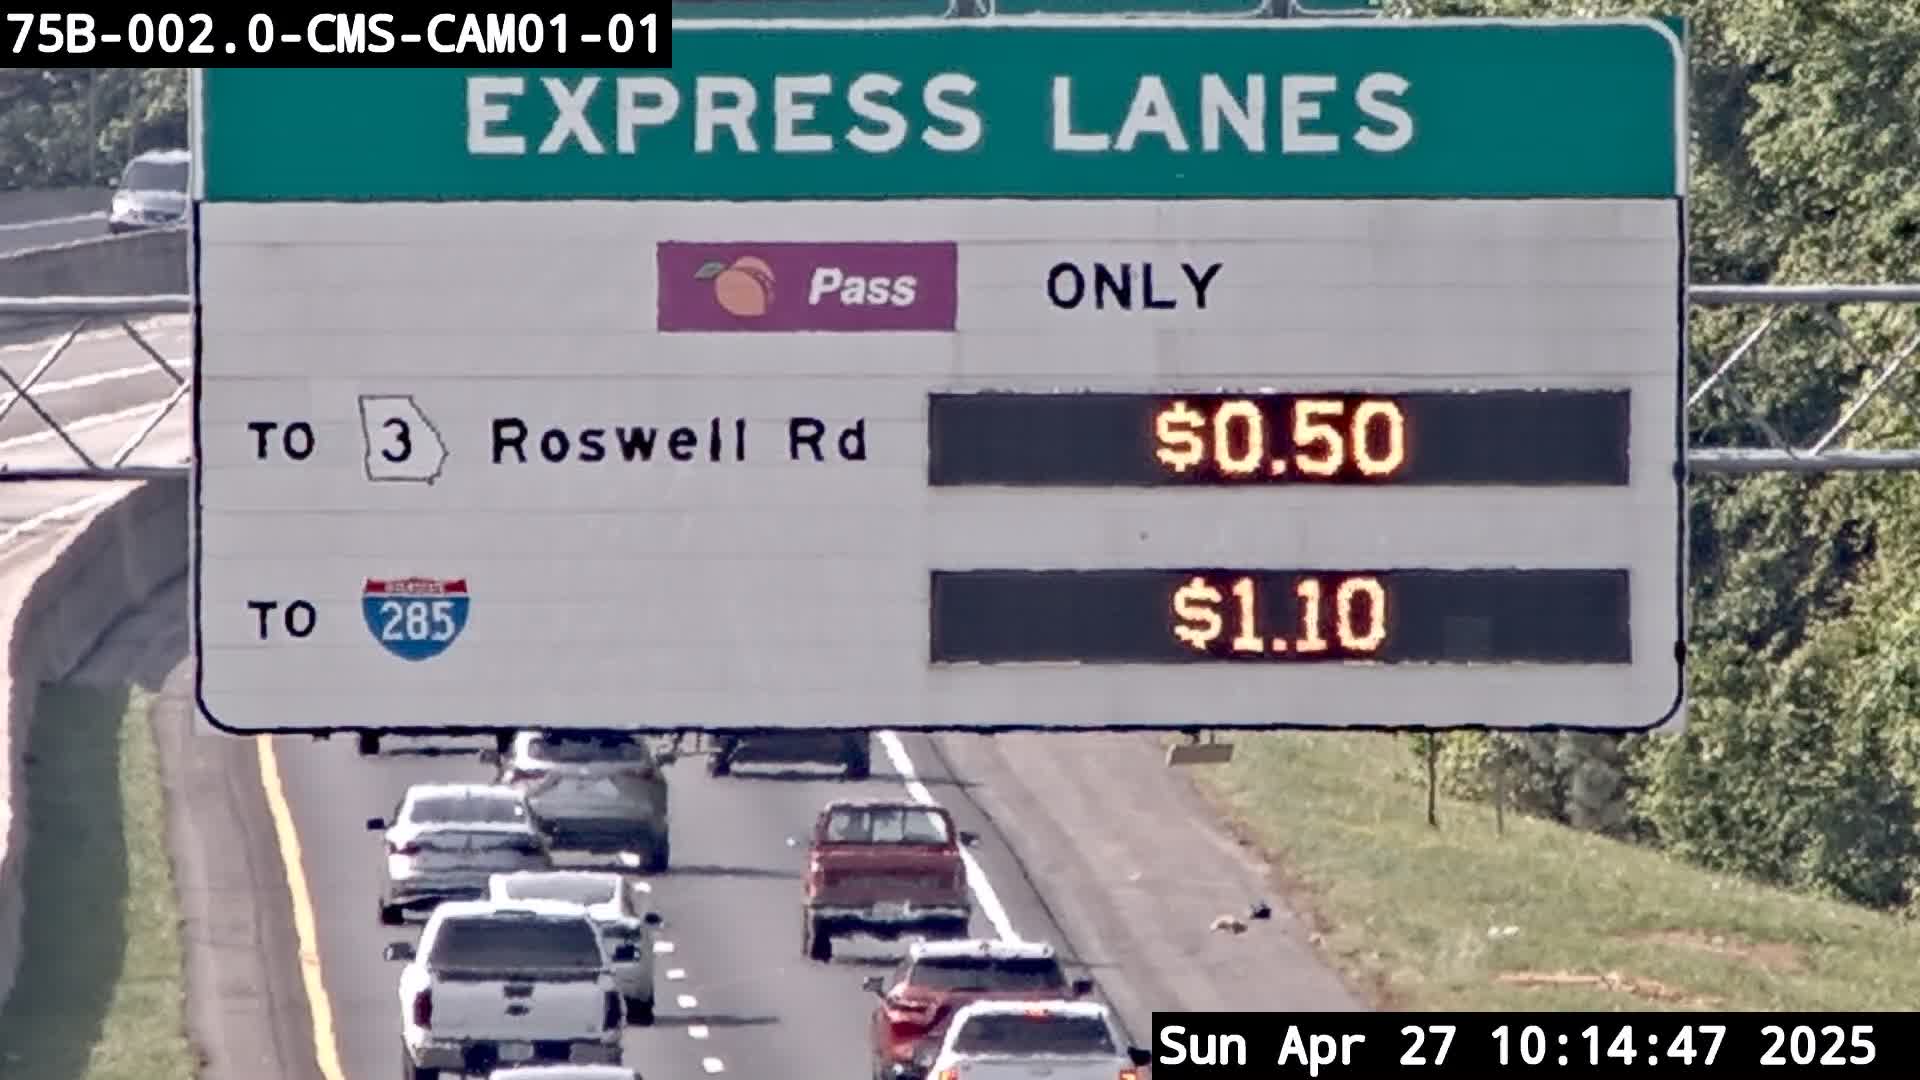 75B-002.0-CMS-CAM01-01
EXPRESS LANES
Pass ONLY
TO 3 Roswell Rd $0.50
TO 285 $1.10
Sun Apr 27 10:14:47 2025